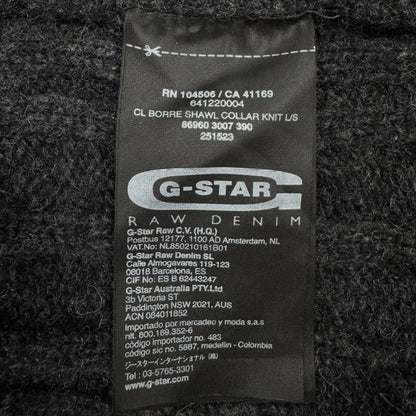 RN 104506 / CA 41169
641220004
CL BORRE SHAWL COLLAR KNIT L/S
86960 3007 390
251523
G-STAR
RAW DENIM
G-Star Raw C.V. (H.Q.)
Postbus 12177, 1100 AD Amsterdam, NL
VAT.No: NL850210161B01
G-Star Raw Denim SL
Calle Almogavares 119-123
08018 Barcelona, ES
CIF No: ES B 62443247
G-Star Australia PTY.Ltd
3b Victoria ST
Paddington NSW 2021, AUS
ACN 084011852
importado por mercadeo y moda s.a.s
nit. 800.169.352-6
código importador no. 483
código sic no. 5887, medelin - Colombia
ジースターインターナショナル (株)
Tel : 03-5765-3301
www.g-star.com